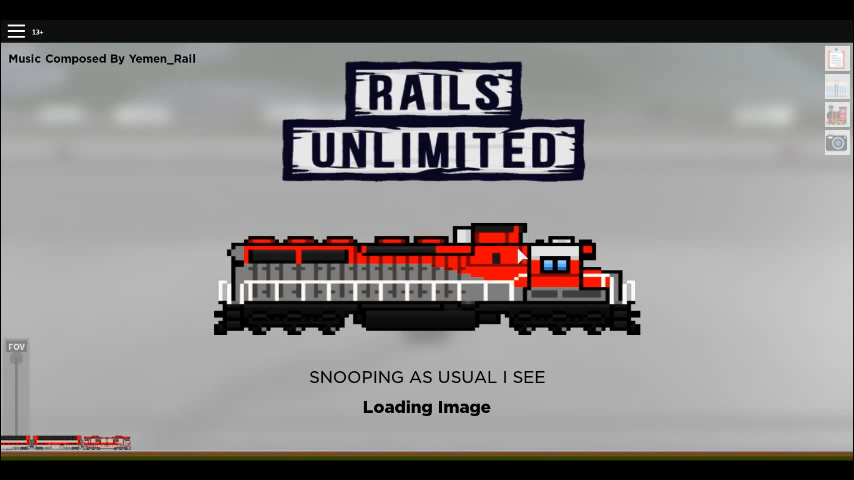 13+
Music Composed By Yemen_Rail
RAILS
UNLIMITED
SNOOPING AS USUAL I SEE
Loading Image
FOV